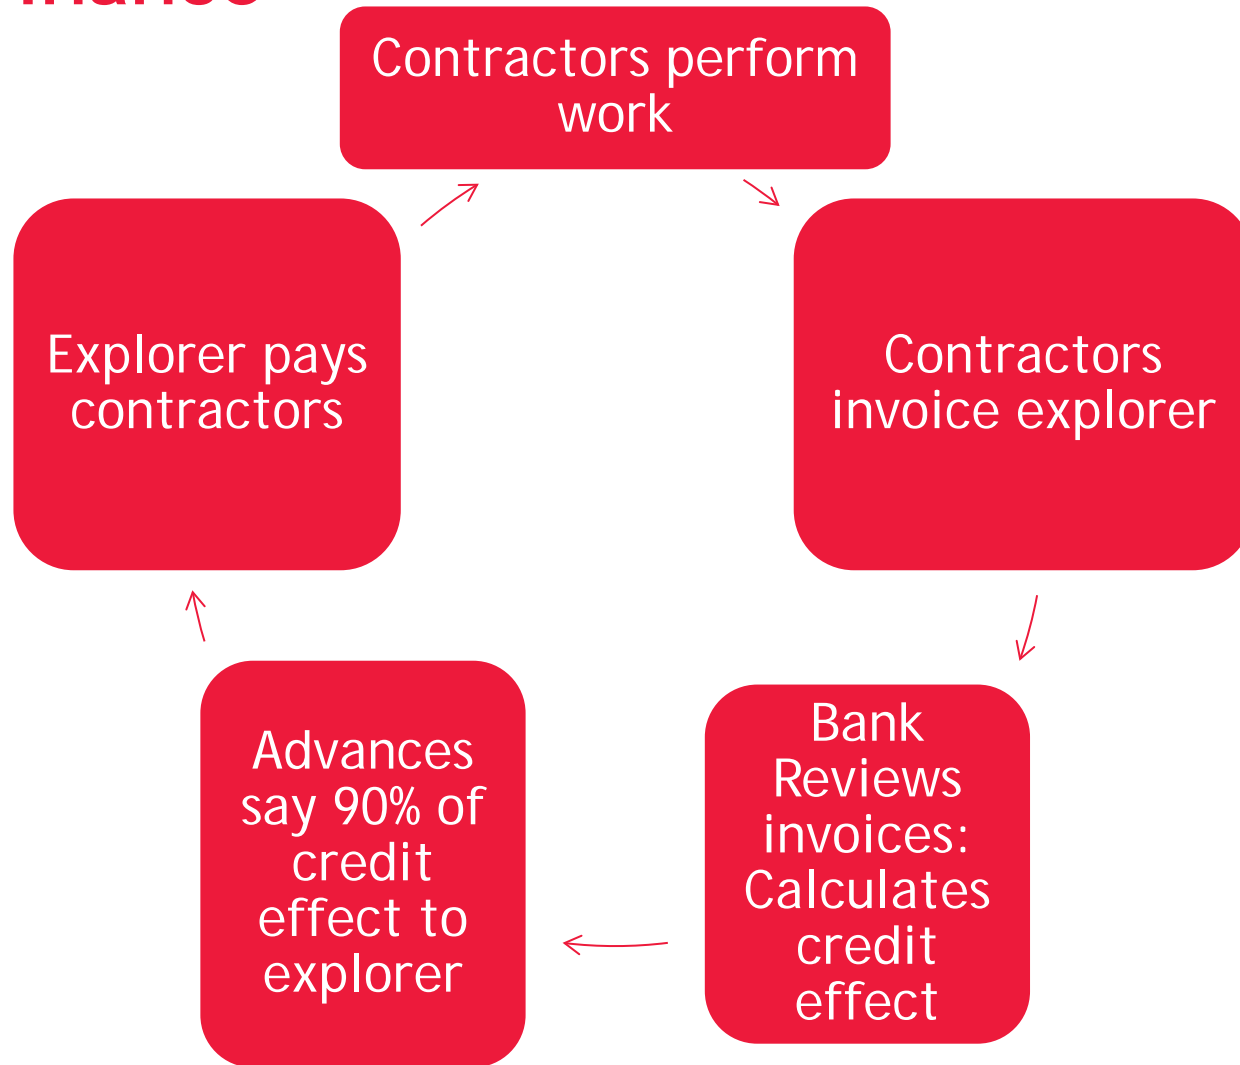 Contractors perform
work
Contractors
invoice explorer
Bank
Reviews
invoices:
Calculates
credit
effect
Advances
say 90% of
credit
effect to
explorer
Explorer pays
contractors